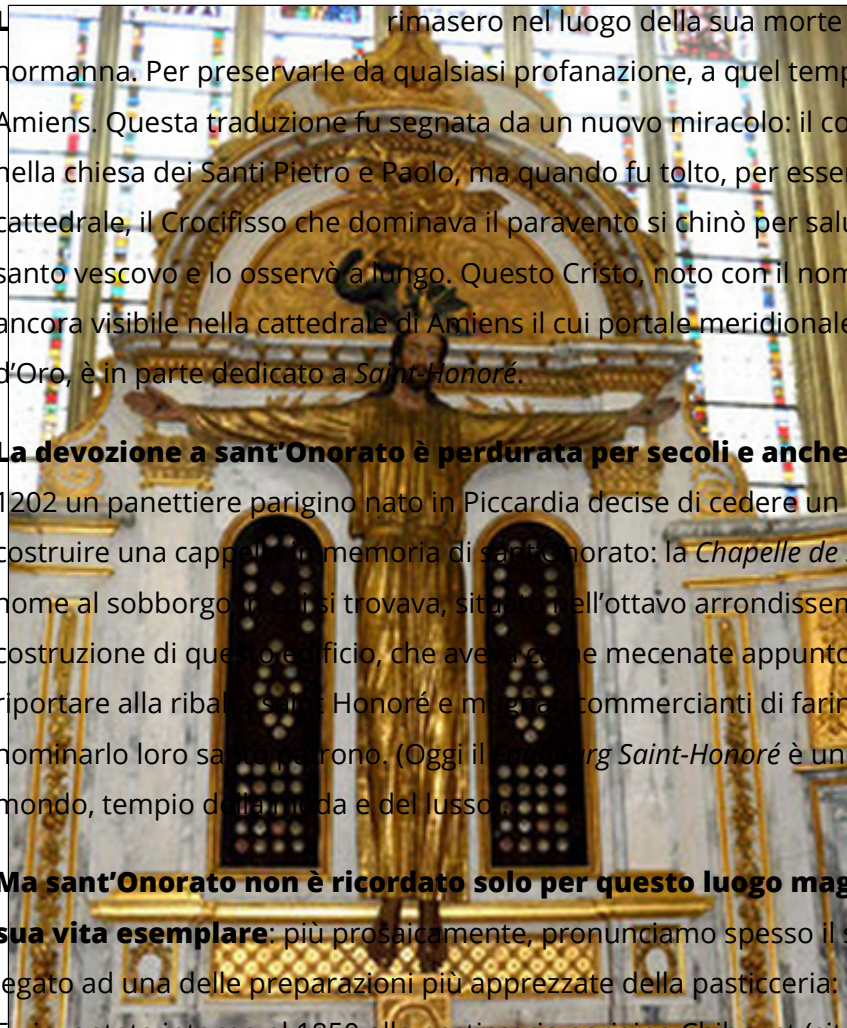 L rimasero nel luogo della sua morte
normanna. Per preservarle da qualsiasi profanazione, a quel temp
Amiens. Questa traduzione fu segnata da un nuovo miracolo: il co
nella chiesa dei Santi Pietro e Paolo, ma quando fu tolto, per esser
cattedrale, il Crocifisso che dominava il paravento si chinò per salu
santo vescovo e lo osservò a lungo. Questo Cristo, noto con il nom
ancora visibile nella cattedrale di Amiens il cui portale meridionale
d'Oro, è in parte dedicato a Saint-Honoré.
La devozione a sant'Onorato è perdurata per secoli e anche
1202 un panettiere parigino nato in Piccardia decise di cedere un
costruire una cappella in memoria di sant'Onorato: la Chapelle de
nome al sobborgo in cui si trovava, situato nell'ottavo arrondissem
costruzione di questo edificio, che aveva come mecenate appunto
riportare alla ribalta saint Honoré e mugnai, commercianti di farin
nominarlo loro santo patrono. (Oggi il Faubourg Saint-Honoré è un
mondo, tempio della moda e del lusso).
Ma sant'Onorato non è ricordato solo per questo luogo mag
sua vita esemplare: più prosaicamente, pronunciamo spesso il s
legato ad una delle preparazioni più apprezzate della pasticceria: